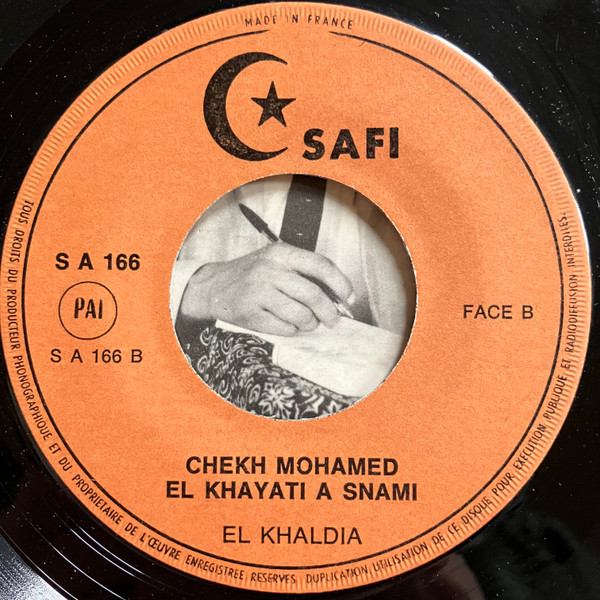 MADE IN FRANCE
SAFI
S A 166
PAI
S A 166 B
FACE B
CHEKH MOHAMED
EL KHAYATI A SNAMI
EL KHALDIA
TOUS DROITS DU PRODUCTEUR PHONOGRAPHIQUE ET DU PROPRIETAIRE DE L'ŒUVRE ENREGISTREE RESERVES. DUPLICATION UTILISATION DE CE DISQUE POUR EXECUTION PUBLIQUE ET RADIODIFFUSION INTERDITES.